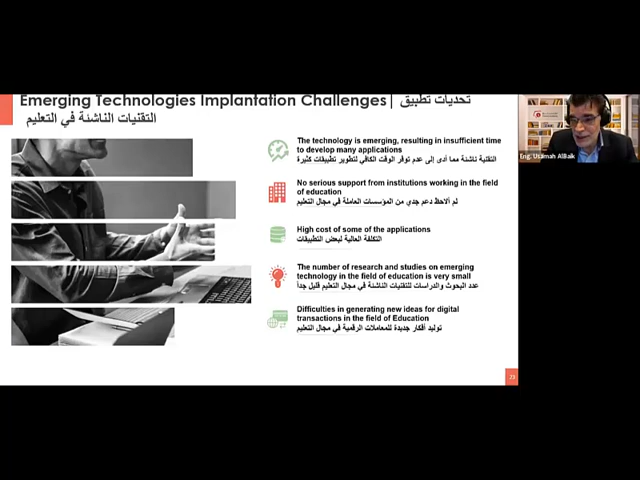 Emerging Technologies Implantation Challenges| تحديات تطبيق
التقنيات الناشئة في التعليم
The technology is emerging, resulting in insufficient time
to develop many applications
التقنية ناشئة مما أدى إلى عدم توفر الوقت الكافي لتطوير تطبيقات كثيرة
No serious support from institutions working in the field
of education
لم ألاحظ دعم جدي من المؤسسات العاملة في مجال التعليم
High cost of some of the applications
التكلفة العالية لبعض التطبيقات
The number of research and studies on emerging
technology in the field of education is very small
عدد البحوث والدراسات للتقنيات الناشئة في مجال التعليم قليل جداً
Difficulties in generating new ideas for digital
transactions in the field of Education
توليد أفكار جديدة للمعاملات الرقمية في مجال التعليم
Eng. Usamah AlBaik